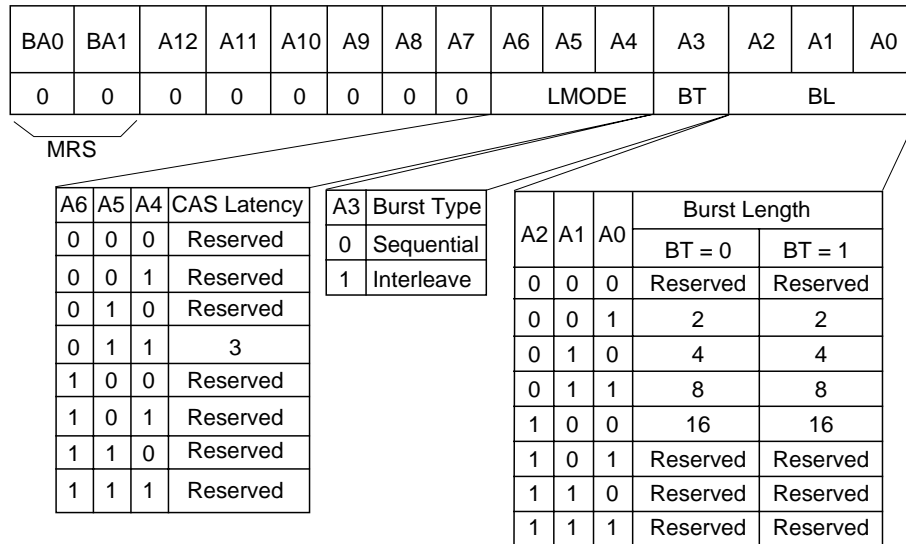 BA0 BA1 A12 A11 A10 A9 A8 A7 A6 A5 A4 A3 A2 A1 A0
0 0 0 0 0 0 0 0 LMODE BT BL
MRS
A6 A5 A4 CAS Latency
0 0 0 Reserved
0 0 1 Reserved
0 1 0 Reserved
0 1 1 3
1 0 0 Reserved
1 0 1 Reserved
1 1 0 Reserved
1 1 1 Reserved
A3 Burst Type
0 Sequential
1 Interleave
A2 A1 A0 Burst Length
BT = 0 BT = 1
0 0 0 Reserved Reserved
0 0 1 2 2
0 1 0 4 4
0 1 1 8 8
1 0 0 16 16
1 0 1 Reserved Reserved
1 1 0 Reserved Reserved
1 1 1 Reserved Reserved